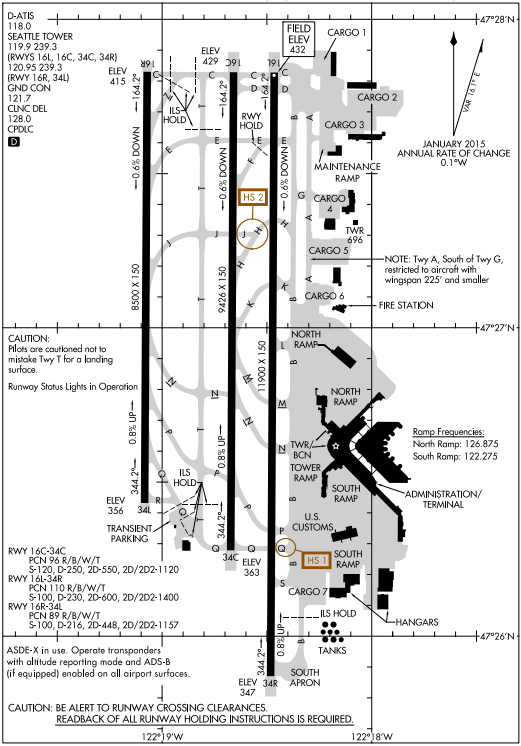 D-ATIS
118.0
SEATTLE TOWER
119.9 239.3
(RWYS 16L, 16C, 34C, 34R)
120.95 239.3
(RWY 16R, 34L)
GND CON
121.7
CLNC DEL
128.0
CPDLC
D
16R
ELEV
415
164.2°
0.6% DOWN
C
Z
ILS
HOLD
ELEV
429
16C
164.2°
0.6% DOWN
RWY
HOLD
FIELD
ELEV
432
16L
C
C
D
D
164.2°
0.6% DOWN
CARGO 1
CARGO 2
CARGO 3
MAINTENANCE
RAMP
CARGO
4
TWR
696
CARGO 5
CARGO 6
FIRE STATION
47°28'N
VAR 16.1° E
JANUARY 2015
ANNUAL RATE OF CHANGE
0.1°W
NOTE: Twy A, South of Twy G,
restricted to aircraft with
wingspan 225' and smaller
E
E
E
F
B
A
G
A
T
HS 2
J
J
J
H
H
H
K
K
A
B
T
8500 X 150
9426 X 150
11900 X 150
47°27'N
CAUTION:
Pilots are cautioned not to
mistake Twy T for a landing
surface.
Runway Status Lights in Operation
L
B
NORTH
RAMP
NORTH
RAMP
M
N
N
N
N
T
TWR/
BCN
TOWER
RAMP
SOUTH
RAMP
Ramp Frequencies:
North Ramp: 126.875
South Ramp: 122.275
ADMINISTRATION/
TERMINAL
0.8% UP
344.2°
ELEV
356
34L
R
Q
ILS
HOLD
P
P
Q
TRANSIENT
PARKING
T
0.8% UP
344.2°
34C
ELEV
363
Q
Q
Q
P
B
B
U.S.
CUSTOMS
HS 1
SOUTH
RAMP
S
CARGO 7
HANGARS
ILS HOLD
TANKS
B
0.8% UP
344.2°
ELEV
347
34R
SOUTH
APRON
47°26'N
RWY 16C-34C
PCN 96 R/B/W/T
S-120, D-250, 2D-550, 2D/2D2-1120
RWY 16L-34R
PCN 110 R/B/W/T
S-100, D-230, 2D-600, 2D/2D2-1400
RWY 16R-34L
PCN 89 R/B/W/T
S-100, D-216, 2D-448, 2D/2D2-1157
ASDE-X in use. Operate transponders
with altitude reporting mode and ADS-B
(if equipped) enabled on all airport surfaces.
CAUTION: BE ALERT TO RUNWAY CROSSING CLEARANCES.
READBACK OF ALL RUNWAY HOLDING INSTRUCTIONS IS REQUIRED.
122°19'W
122°18'W